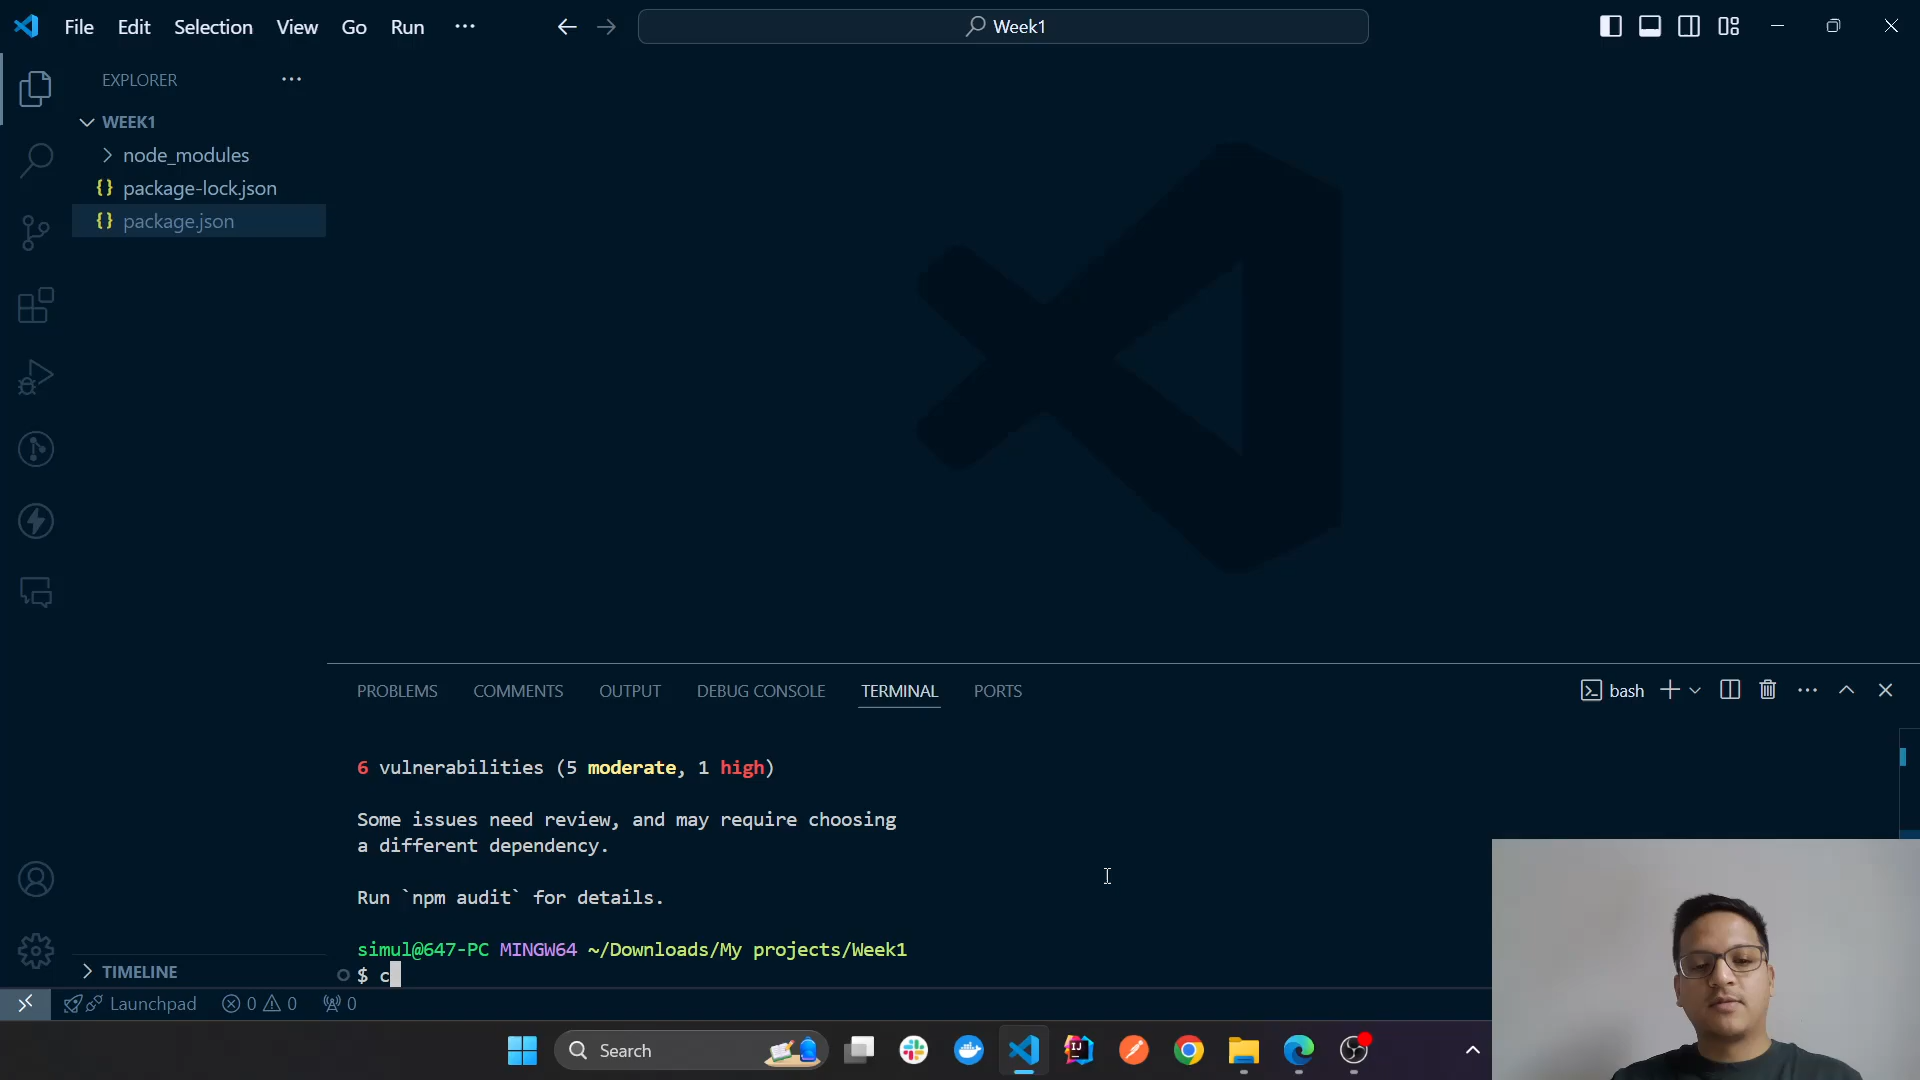 File Edit Selection View Go Run
Week1
EXPLORER
WEEK1
node_modules
{} package-lock.json
{} package.json
PROBLEMS COMMENTS OUTPUT DEBUG CONSOLE TERMINAL PORTS
bash
6 vulnerabilities (5 moderate, 1 high)
Some issues need review, and may require choosing
a different dependency.
Run `npm audit` for details.
simul@647-PC MINGW64 ~/Downloads/My projects/Week1
$ c
TIMELINE
Launchpad 0 0 0
Search